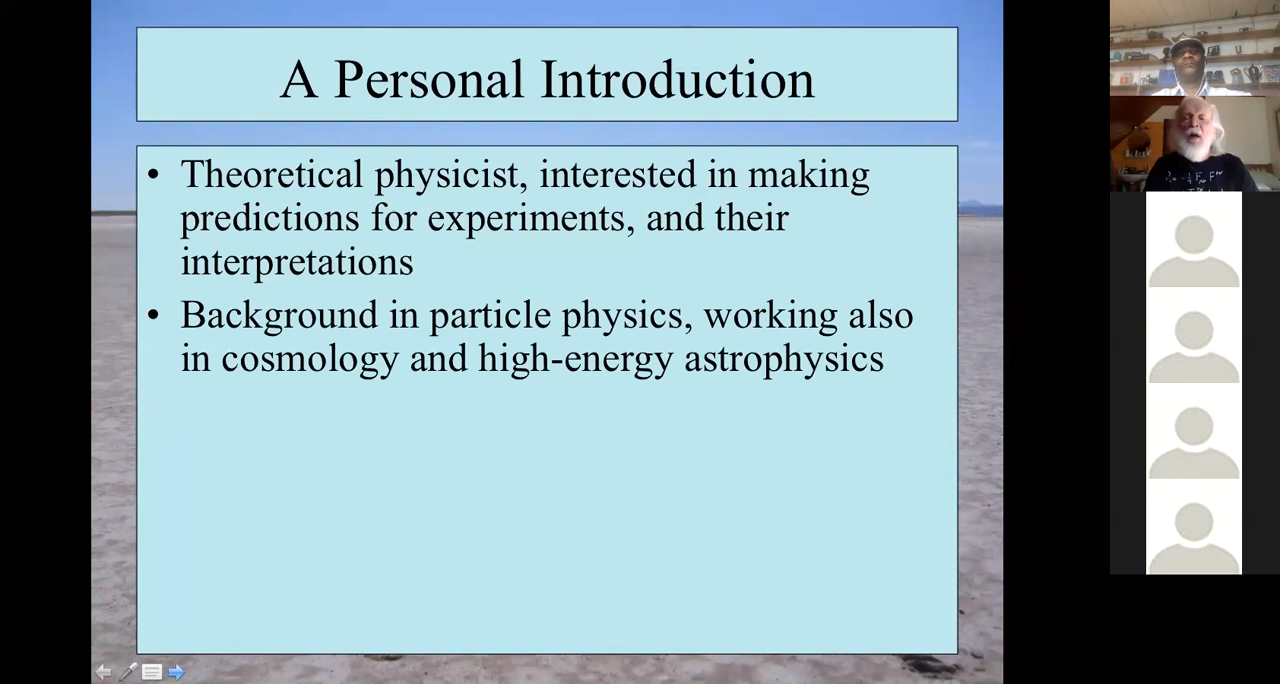 A Personal Introduction
• Theoretical physicist, interested in making
predictions for experiments, and their
interpretations
• Background in particle physics, working also
in cosmology and high-energy astrophysics